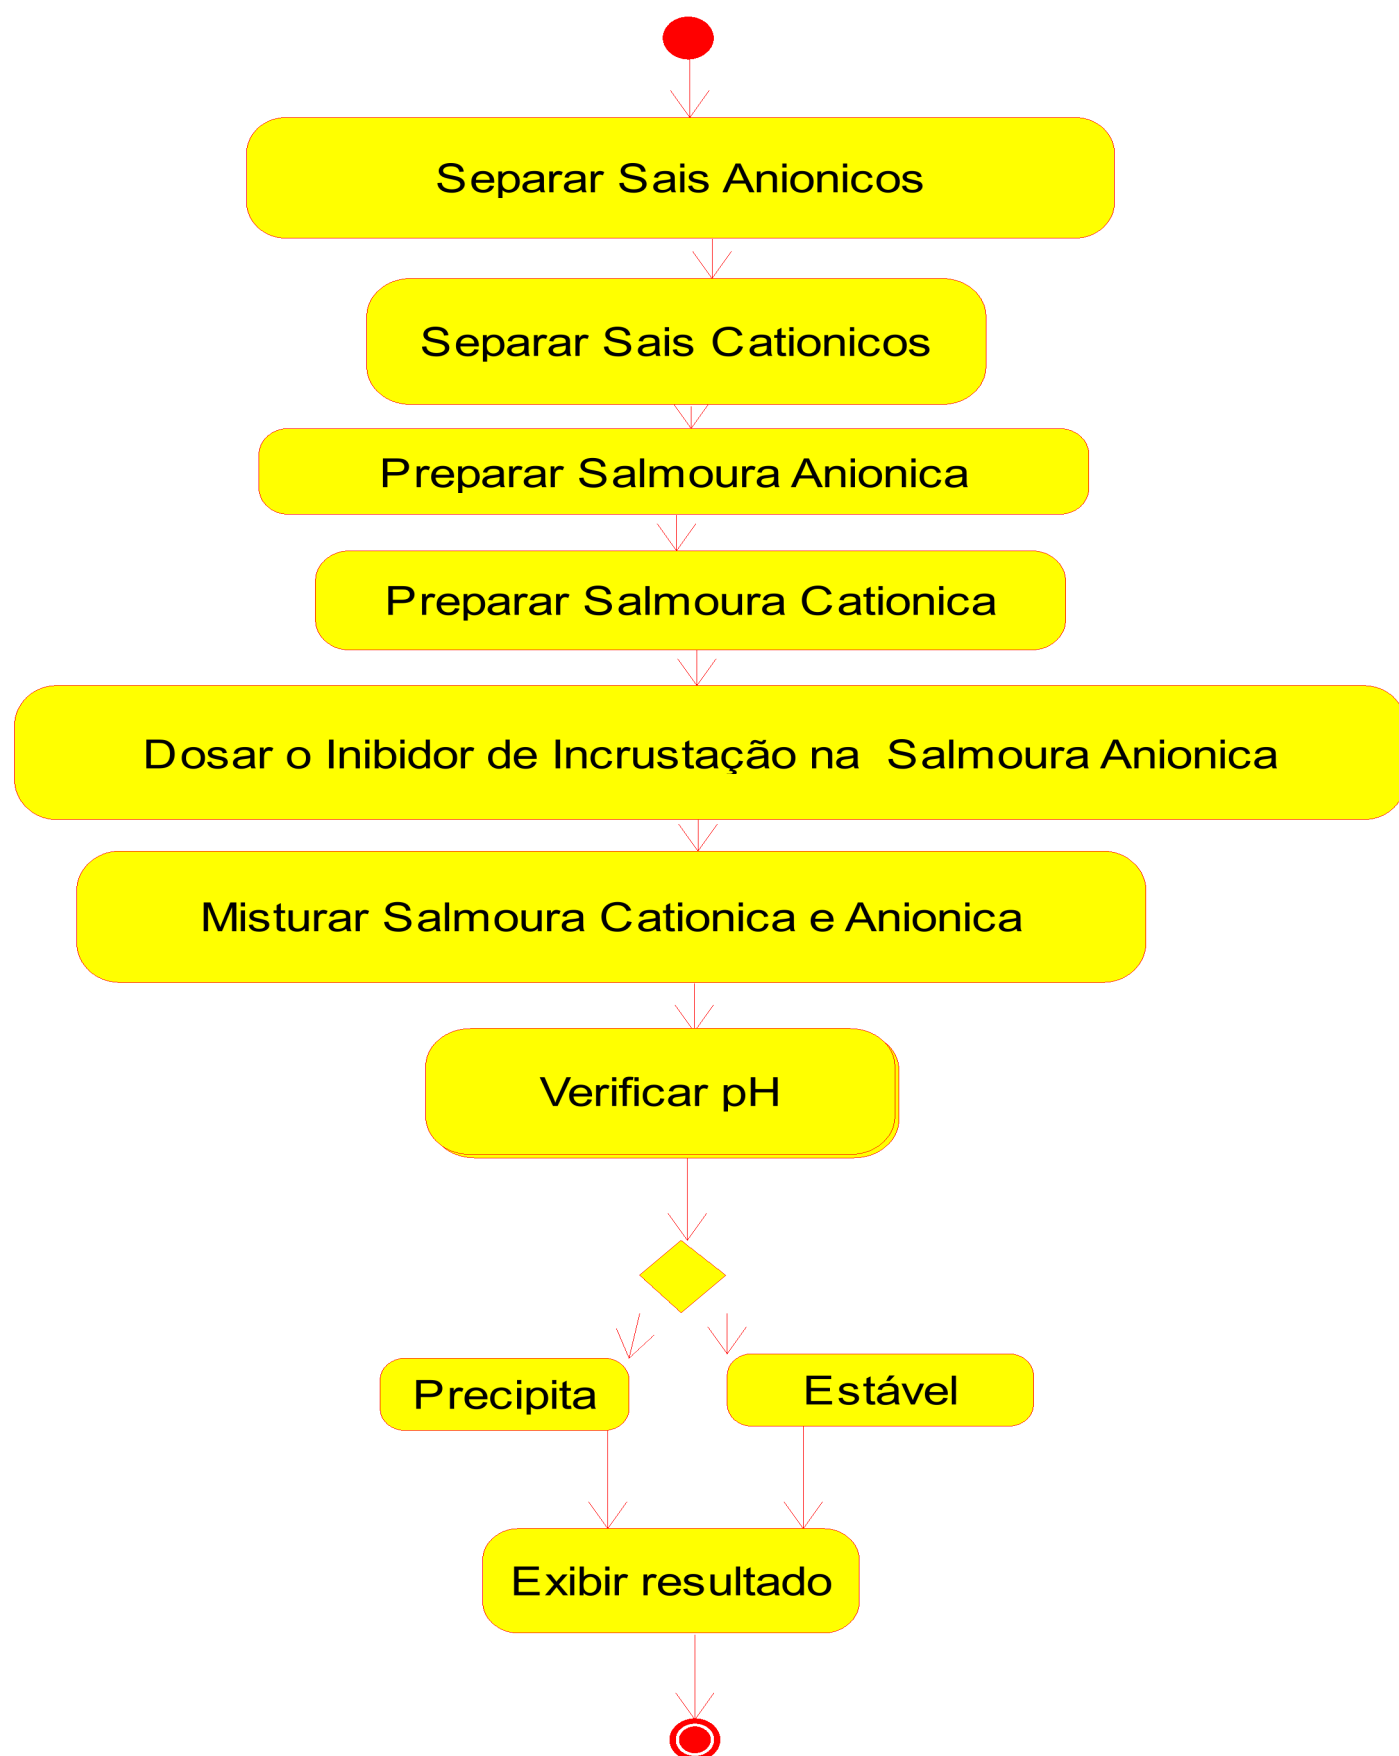 Separar Sais Anionicos
Separar Sais Cationicos
Preparar Salmoura Anionica
Preparar Salmoura Cationica
Dosar o Inibidor de Incrustação na Salmoura Anionica
Misturar Salmoura Cationica e Anionica
Verificar pH
Precipita
Estável
Exibir resultado